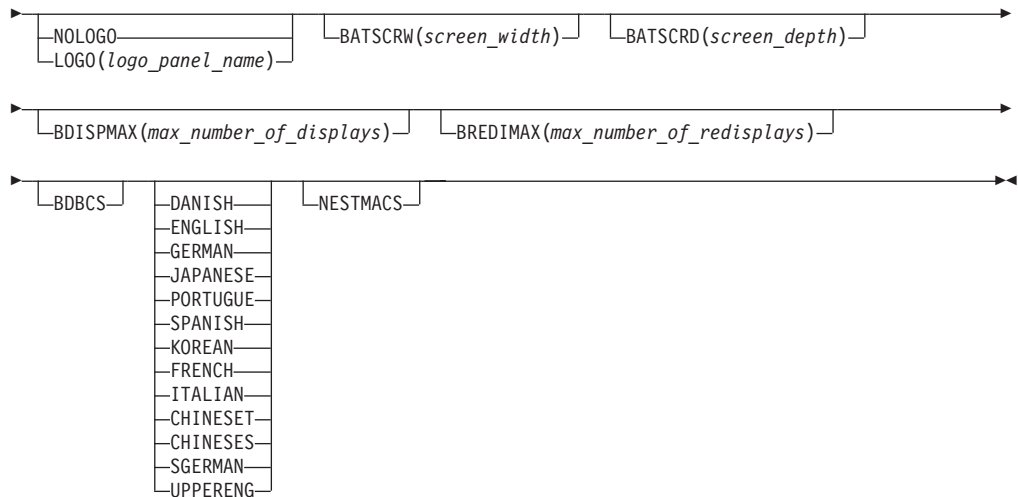 NOLOGO
LOGO(logo_panel_name)
BATSCRW(screen_width)
BATSCRD(screen_depth)
BDISPMAX(max_number_of_displays)
BREDIMAX(max_number_of_redisplays)
BDBCS
DANISH
ENGLISH
GERMAN
JAPANESE
PORTUGUE
SPANISH
KOREAN
FRENCH
ITALIAN
CHINESET
CHINESES
SGERMAN
UPPERENG
NESTMACS